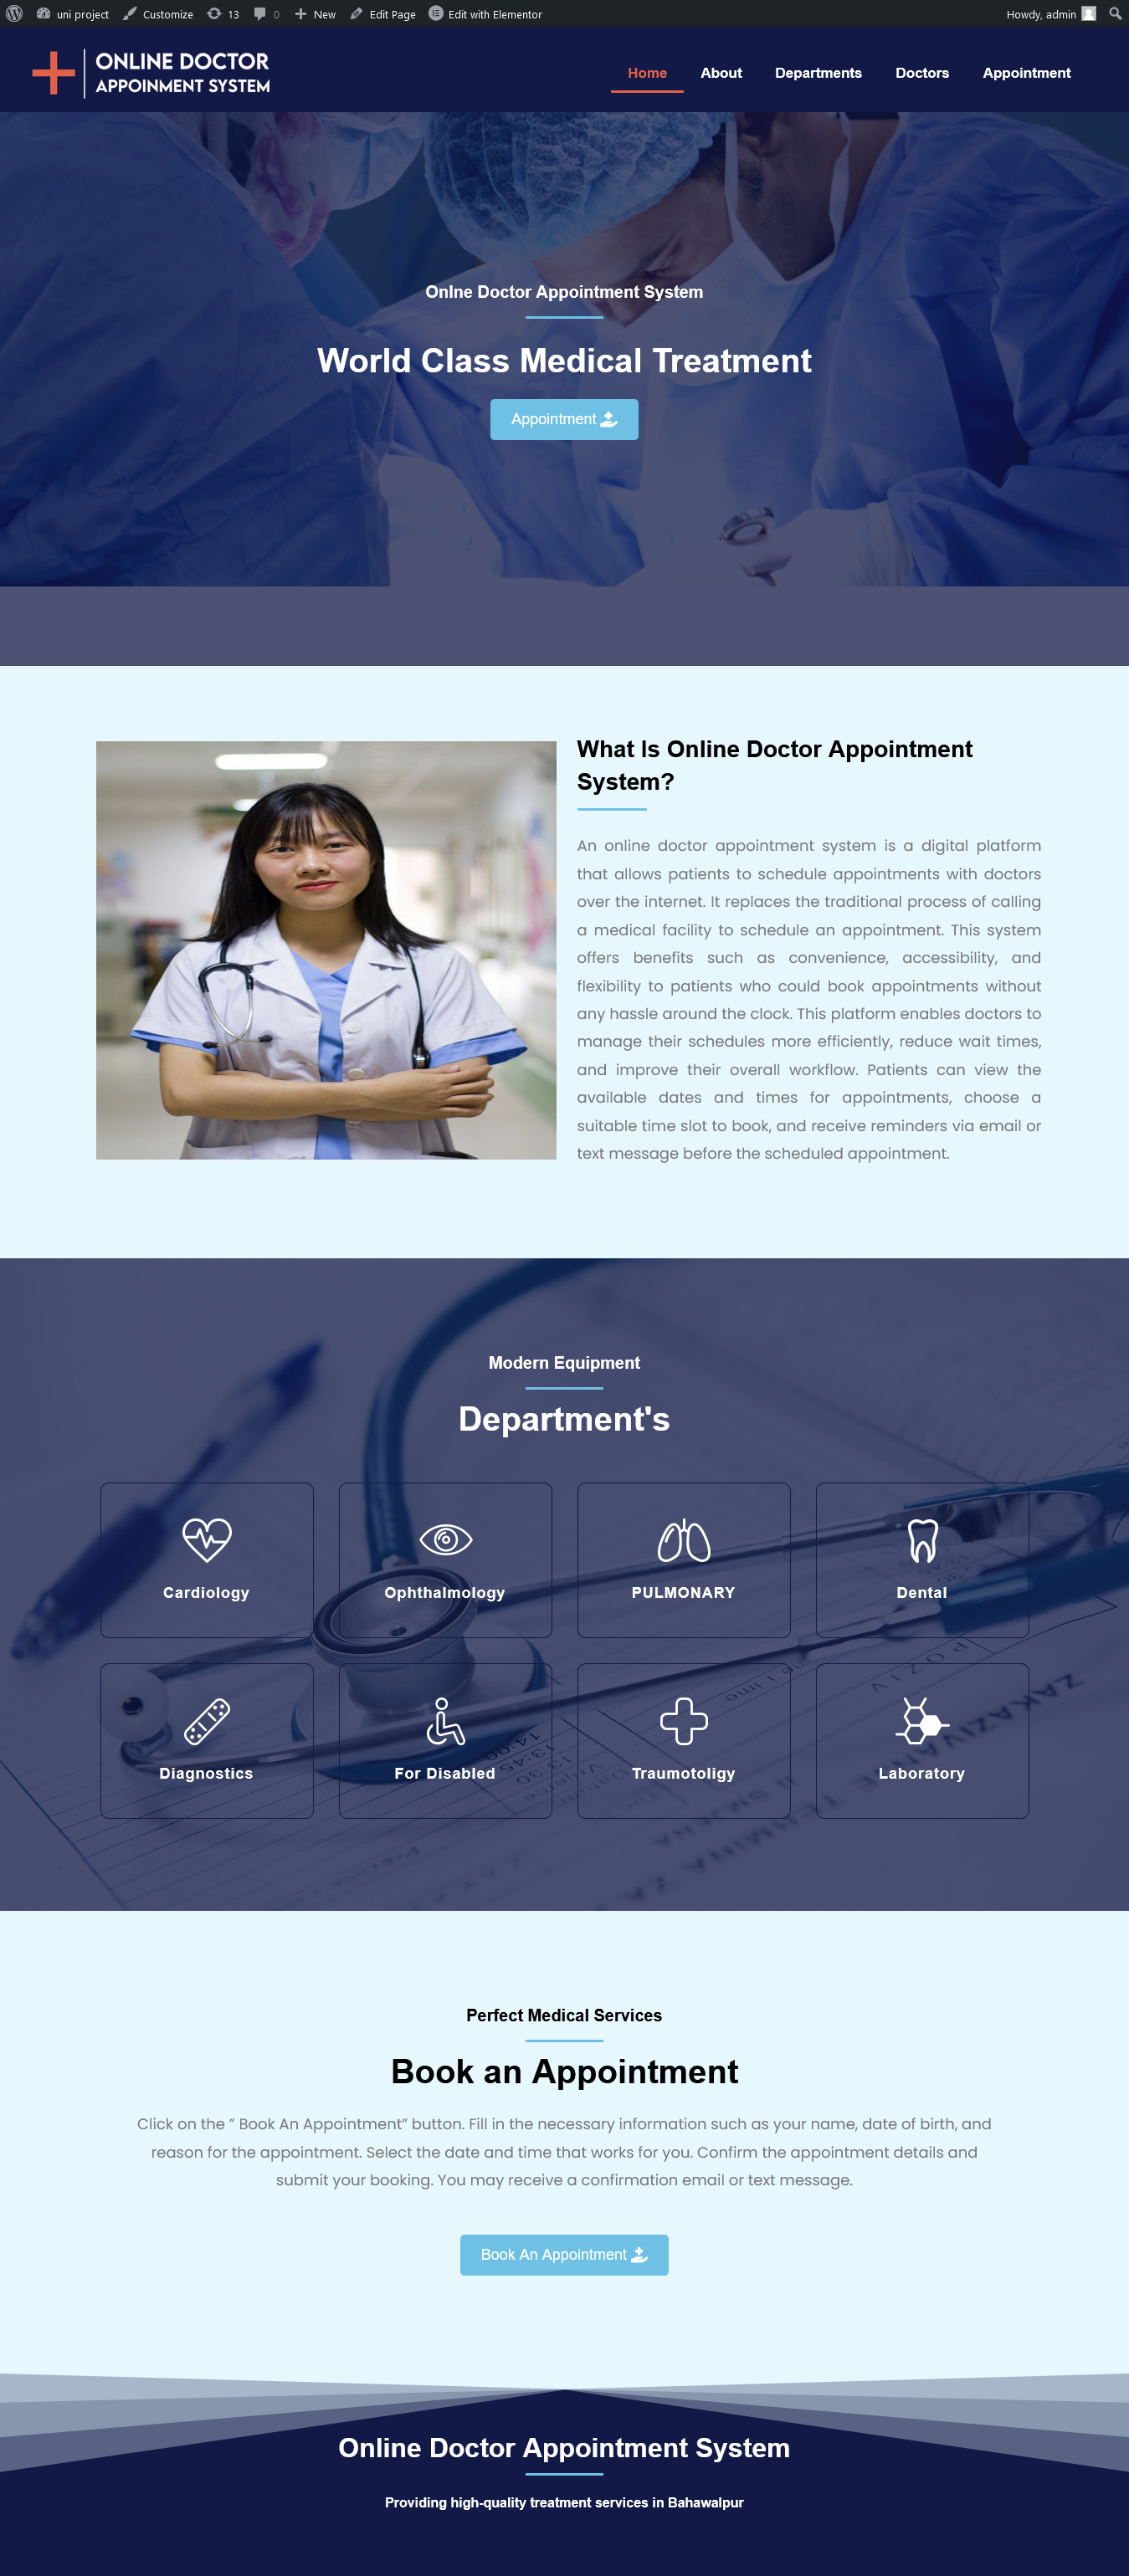 uni project Customize 13 0 New Edit Page Edit with Elementor Howdy, admin
ONLINE DOCTOR
APPOINMENT SYSTEM
Home About Departments Doctors Appointment
Onlne Doctor Appointment System
World Class Medical Treatment
Appointment
What Is Online Doctor Appointment
System?
An online doctor appointment system is a digital platform
that allows patients to schedule appointments with doctors
over the internet. It replaces the traditional process of calling
a medical facility to schedule an appointment. This system
offers benefits such as convenience, accessibility, and
flexibility to patients who could book appointments without
any hassle around the clock. This platform enables doctors to
manage their schedules more efficiently, reduce wait times,
and improve their overall workflow. Patients can view the
available dates and times for appointments, choose a
suitable time slot to book, and receive reminders via email or
text message before the scheduled appointment.
Modern Equipment
Department's
Cardiology Ophthalmology PULMONARY Dental
Diagnostics For Disabled Traumotoligy Laboratory
Perfect Medical Services
Book an Appointment
Click on the “ Book An Appointment” button. Fill in the necessary information such as your name, date of birth, and
reason for the appointment. Select the date and time that works for you. Confirm the appointment details and
submit your booking. You may receive a confirmation email or text message.
Book An Appointment
Online Doctor Appointment System
Providing high-quality treatment services in Bahawalpur